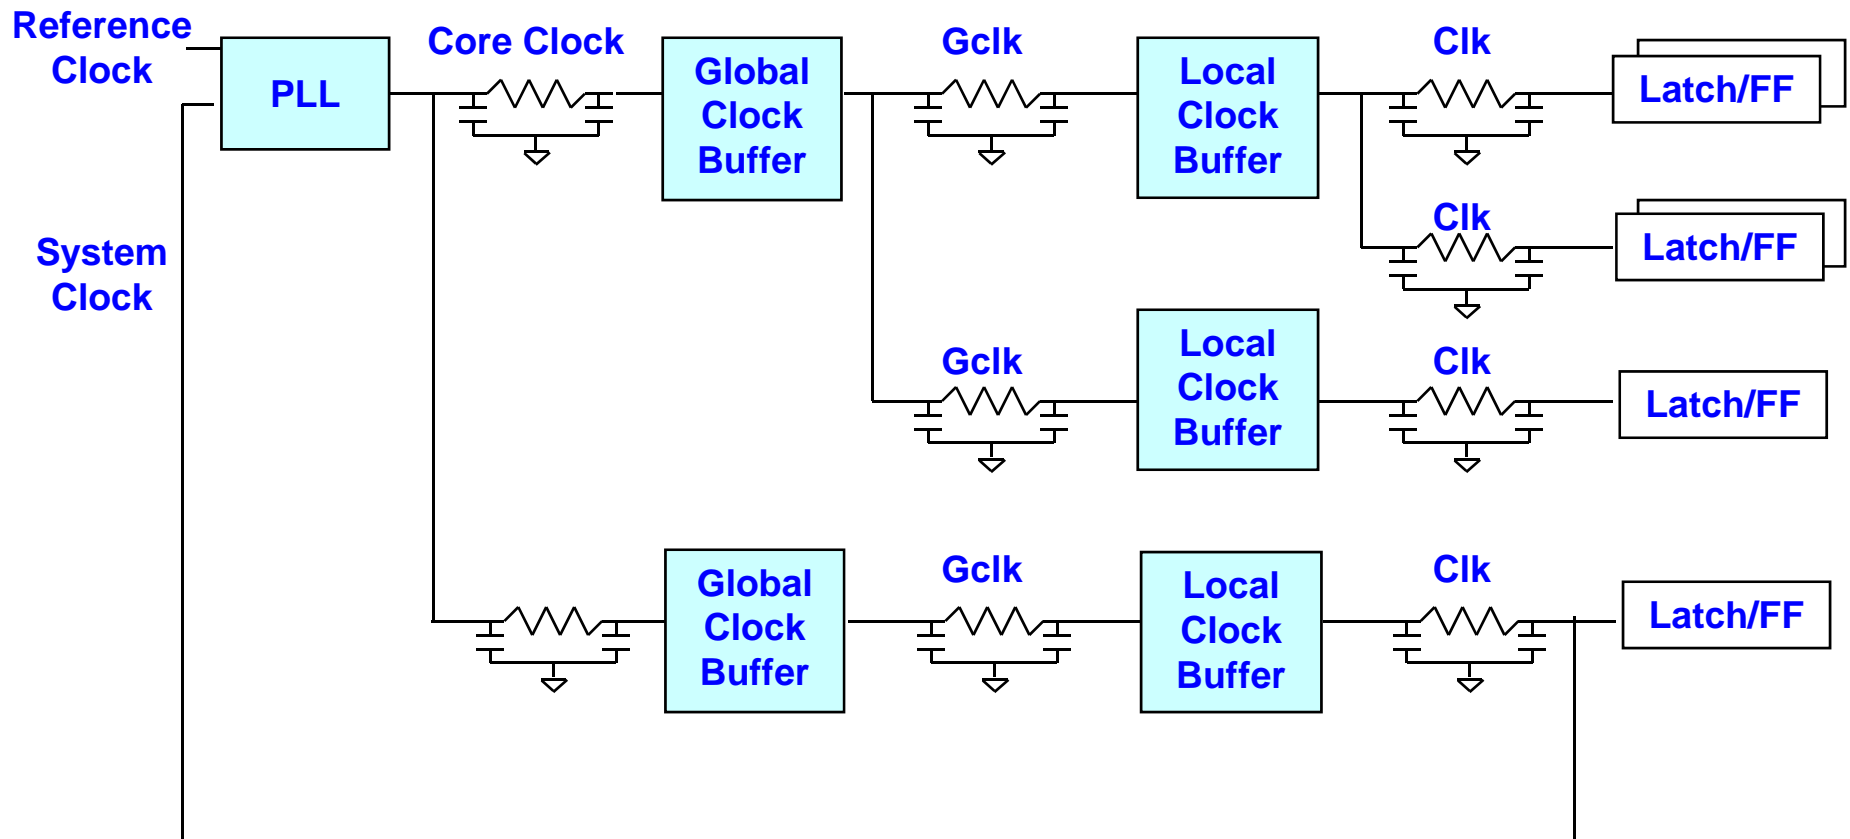 Reference
Clock
PLL
Core Clock
Global
Clock
Buffer
Gclk
Local
Clock
Buffer
Clk
Latch/FF
Clk
Latch/FF
System
Clock
Gclk
Local
Clock
Buffer
Clk
Latch/FF
Global
Clock
Buffer
Gclk
Local
Clock
Buffer
Clk
Latch/FF